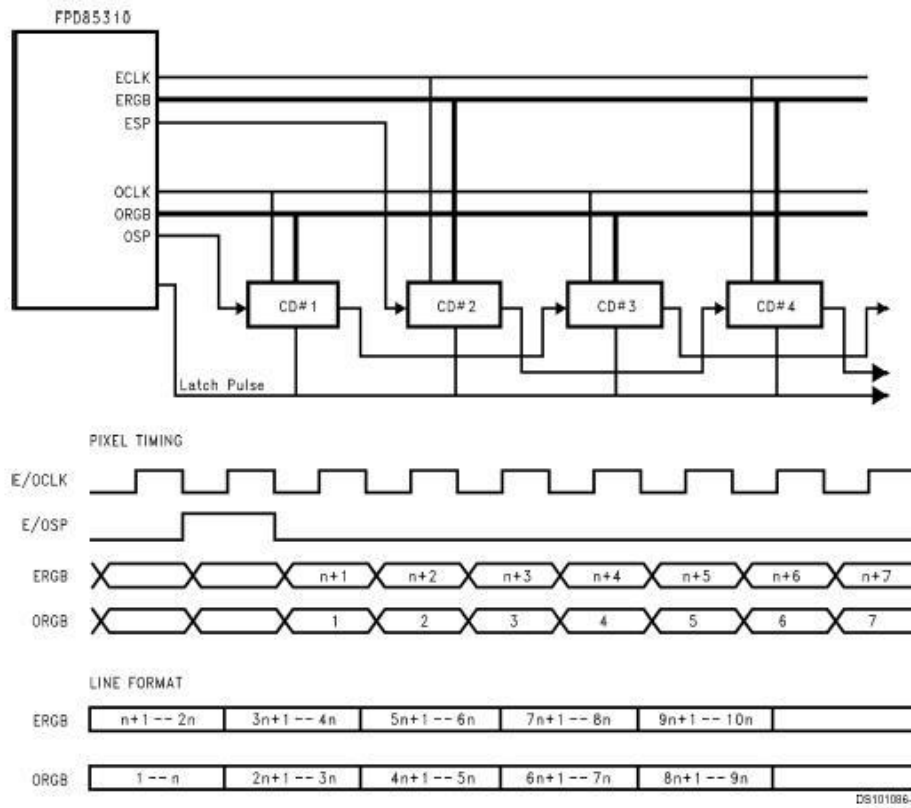 FPD85310
ECLK
ERGB
ESP
OCLK
ORGB
OSP
CD#1 CD#2 CD#3 CD#4
Latch Pulse
PIXEL TIMING
E/OCLK
E/OSP
ERGB n+1 n+2 n+3 n+4 n+5 n+6 n+7
ORGB 1 2 3 4 5 6 7
LINE FORMAT
ERGB n+1 -- 2n 3n+1 -- 4n 5n+1 -- 6n 7n+1 -- 8n 9n+1 -- 10n
ORGB 1 -- n 2n+1 -- 3n 4n+1 -- 5n 6n+1 -- 7n 8n+1 -- 9n